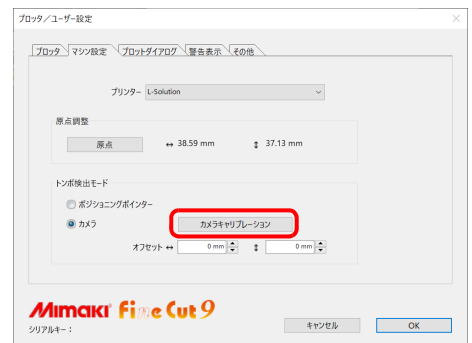 プロッタ／ユーザー設定
プロッタ マシン設定 プロットダイアログ 警告表示 その他
プリンター L-Solution
原点調整
原点 ↔ 38.59 mm ↕ 37.13 mm
トンボ検出モード
ポジショニングポインター
カメラ カメラキャリブレーション
オフセット ↔ 0 mm ↕ 0 mm
Mimaki Fine Cut 9
シリアルキー：
キャンセル OK